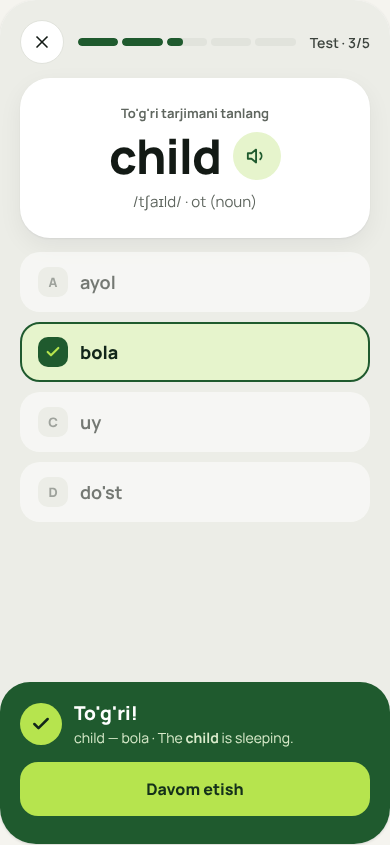 Test · 3/5
To'g'ri tarjimani tanlang
child
/tʃaɪld/ · ot (noun)
A ayol
bola
C uy
D do'st
To'g'ri!
child — bola · The child is sleeping.
Davom etish